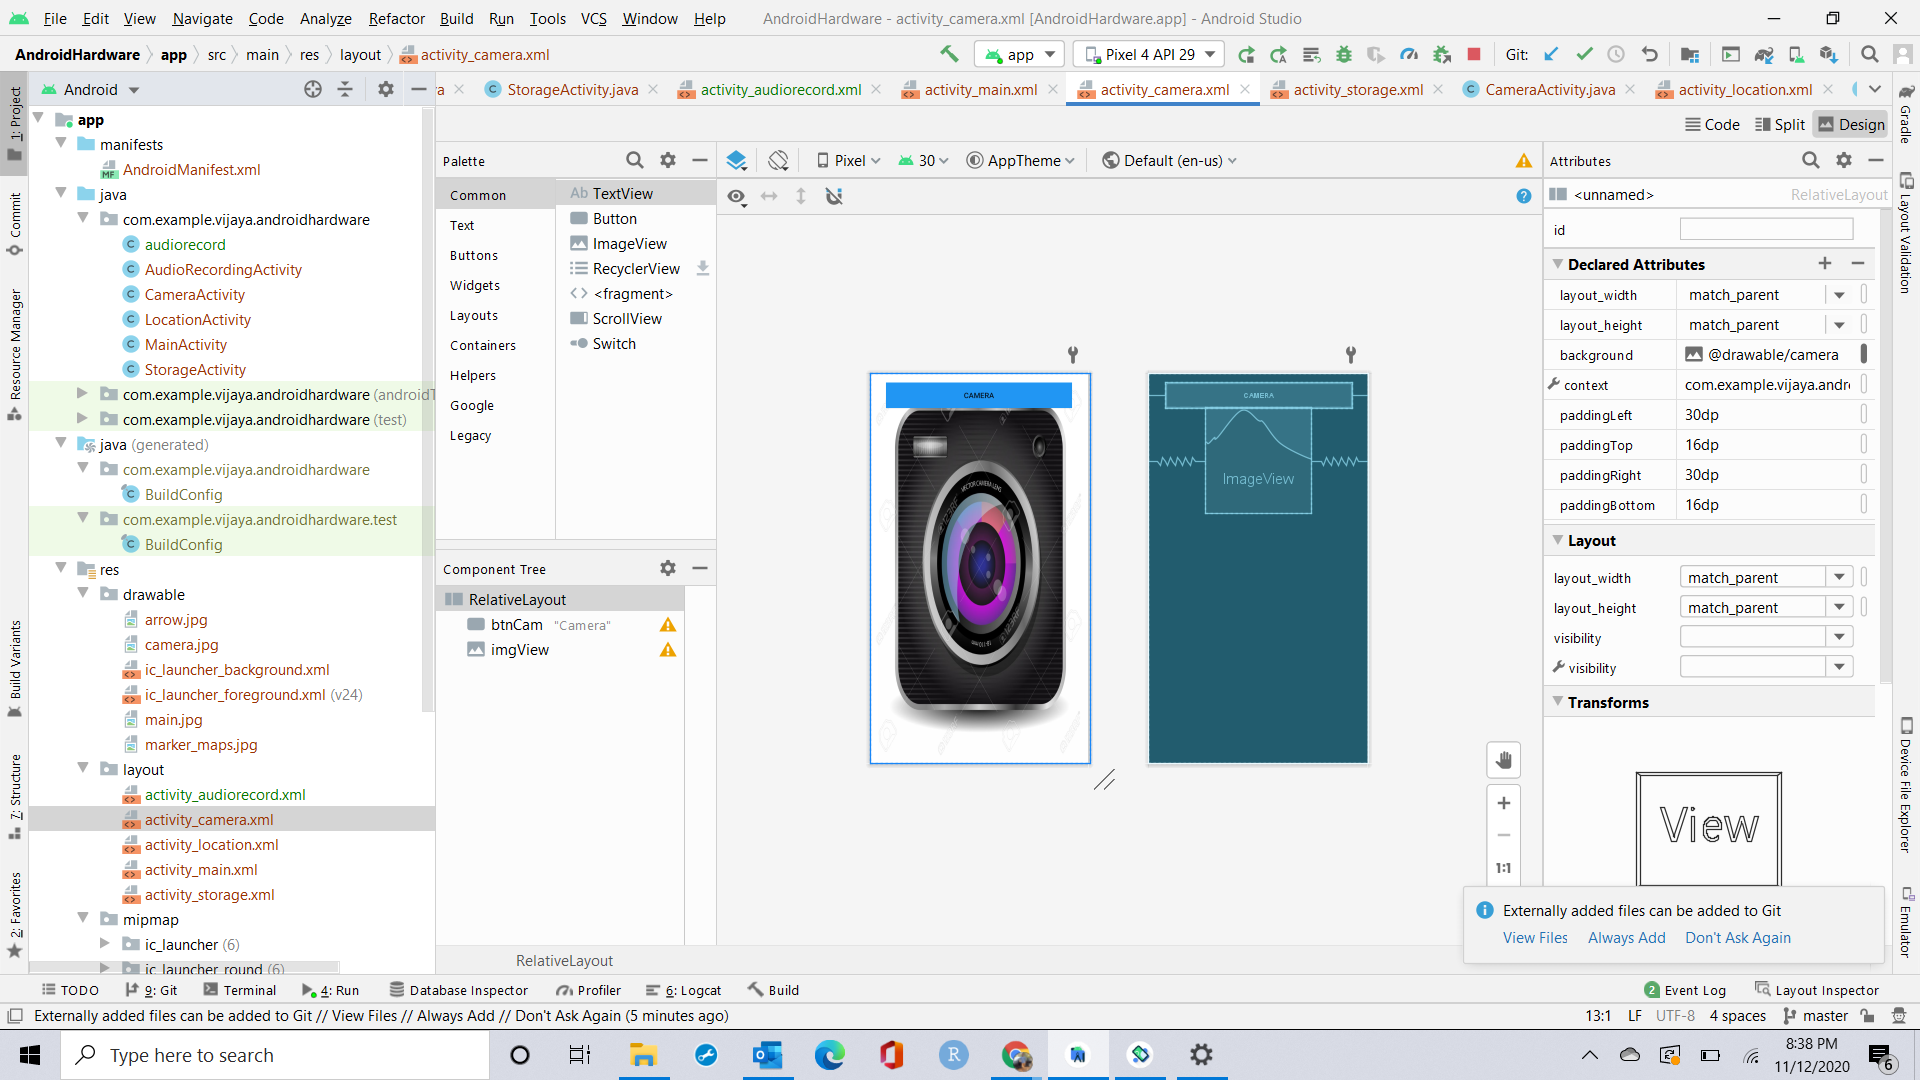 File Edit View Navigate Code Analyze Refactor Build Run Tools VCS Window Help AndroidHardware - activity_camera.xml [AndroidHardware.app] - Android Studio
AndroidHardware app src main res layout activity_camera.xml app Pixel 4 API 29 Git:
Android
a StorageActivity.java activity_audiorecord.xml activity_main.xml activity_camera.xml activity_storage.xml CameraActivity.java activity_location.xml
Code Split Design
1: Project
Commit
Resource Manager
Build Variants
7: Structure
2: Favorites
app
manifests
MF AndroidManifest.xml
java
com.example.vijaya.androidhardware
C audiorecord
C AudioRecordingActivity
C CameraActivity
C LocationActivity
C MainActivity
C StorageActivity
com.example.vijaya.androidhardware (androidT
com.example.vijaya.androidhardware (test)
java (generated)
com.example.vijaya.androidhardware
C BuildConfig
com.example.vijaya.androidhardware.test
C BuildConfig
res
drawable
arrow.jpg
camera.jpg
ic_launcher_background.xml
ic_launcher_foreground.xml (v24)
main.jpg
marker_maps.jpg
layout
activity_audiorecord.xml
activity_camera.xml
activity_location.xml
activity_main.xml
activity_storage.xml
mipmap
ic_launcher (6)
ic_launcher_round (6)
Palette
Common
Text
Buttons
Widgets
Layouts
Containers
Helpers
Google
Legacy
Ab TextView
Button
ImageView
RecyclerView
<fragment>
ScrollView
Switch
Component Tree
RelativeLayout
btnCam "Camera"
imgView
Pixel 30 AppTheme Default (en-us)
CAMERA
VECTOR CAMERA LENS
CAMERA
ImageView
1:1
RelativeLayout
Attributes
<unnamed> RelativeLayout
id
Declared Attributes
layout_width match_parent
layout_height match_parent
background @drawable/camera
context com.example.vijaya.andr
paddingLeft 30dp
paddingTop 16dp
paddingRight 30dp
paddingBottom 16dp
Layout
layout_width match_parent
layout_height match_parent
visibility
visibility
Transforms
View
Gradle
Layout Validation
Device File Explorer
Emulator
Externally added files can be added to Git
View Files Always Add Don't Ask Again
TODO 9: Git Terminal 4: Run Database Inspector Profiler 6: Logcat Build 2 Event Log Layout Inspector
Externally added files can be added to Git // View Files // Always Add // Don't Ask Again (5 minutes ago) 13:1 LF UTF-8 4 spaces master
Type here to search
R
8:38 PM
11/12/2020
6